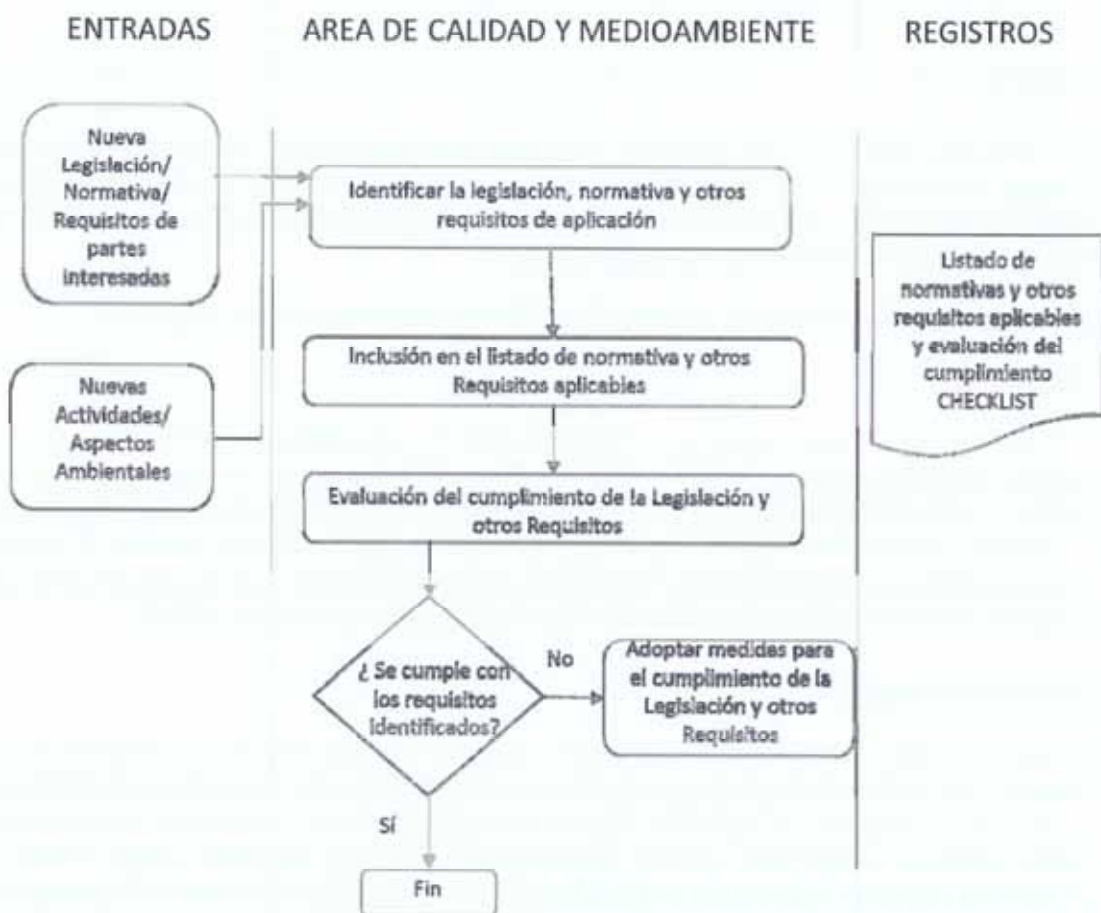 ENTRADAS
AREA DE CALIDAD Y MEDIOAMBIENTE
REGISTROS
Nueva
Legislación/
Normativa/
Requisitos de
partes
interesadas
Nuevas
Actividades/
Aspectos
Ambientales
Identificar la legislación, normativa y otros
requisitos de aplicación
Inclusión en el listado de normativa y otros
Requisitos aplicables
Evaluación del cumplimiento de la Legislación y
otros Requisitos
¿ Se cumple con
los requisitos
identificados?
No
Adoptar medidas para
el cumplimiento de la
Legislación y otros
Requisitos
Sí
Fin
Listado de
normativas y otros
requisitos aplicables
y evaluación del
cumplimiento
CHECKLIST